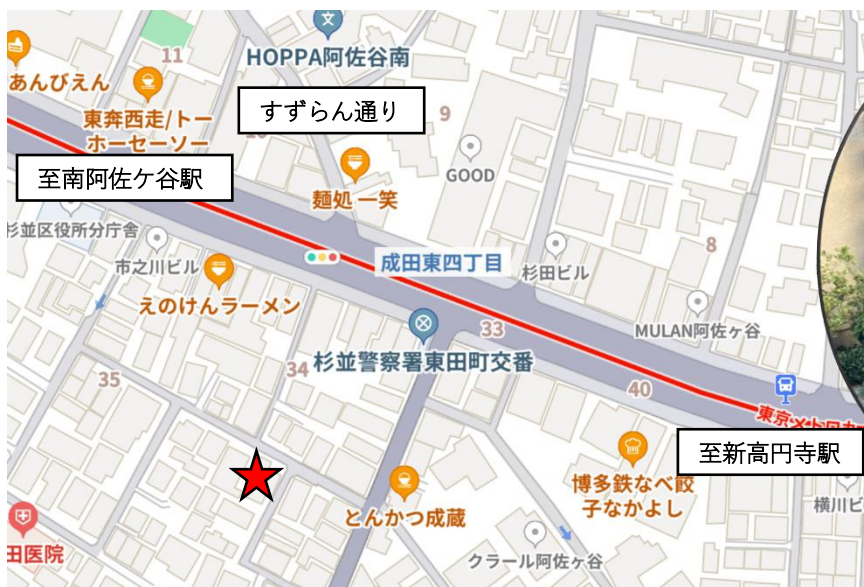 11
HOPPA阿佐谷南
あんびえん
東奔西走/トー
ホーセーソー
すずらん通り
9
GOOD
至南阿佐ケ谷駅
麺処 一笑
杉並区役所分庁舎
市之川ビル
成田東四丁目
杉田ビル
8
えのけんラーメン
33
MULAN阿佐ヶ谷
34
杉並警察署東田町交番
35
40
東京メトロ
至新高円寺駅
博多鉄なべ餃
子なかよし
とんかつ成蔵
横川ビ
田医院
クラール阿佐ヶ谷